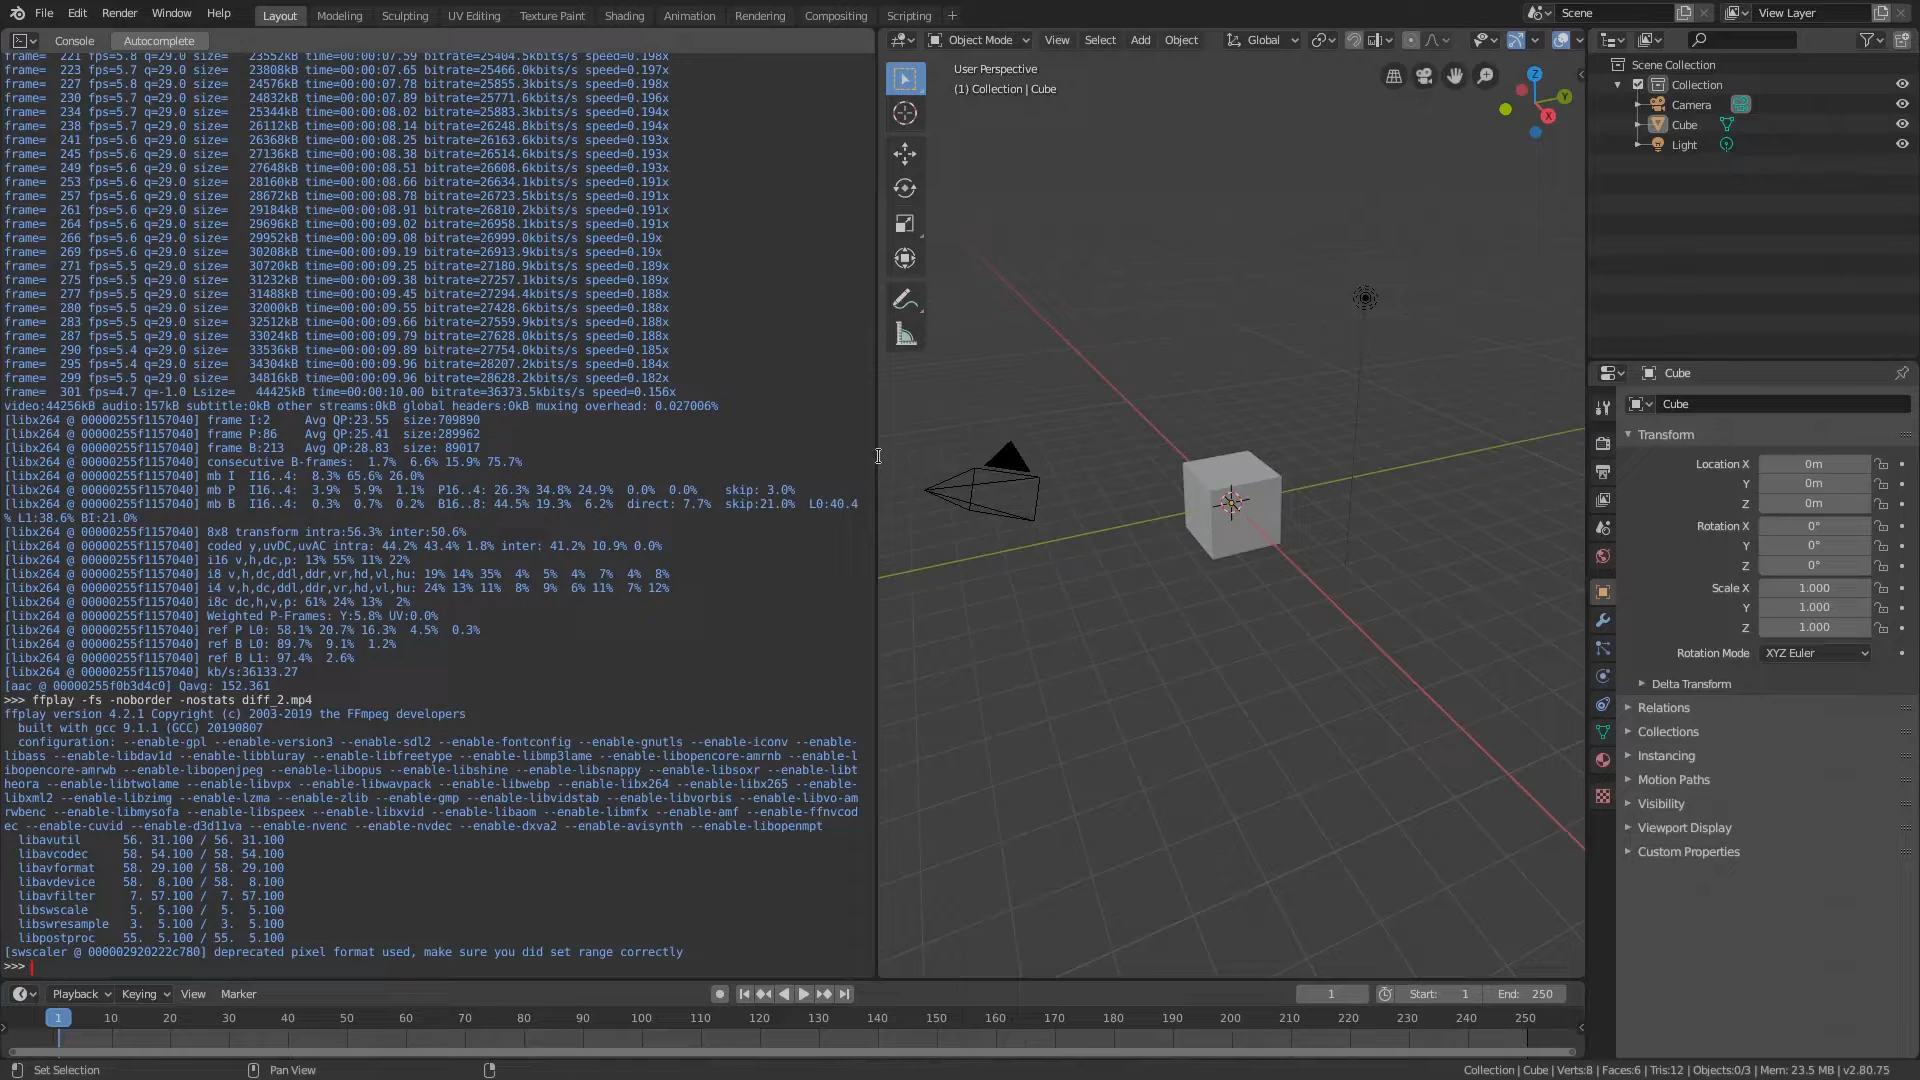 File Edit Render Window Help
Layout Modeling Sculpting UV Editing Texture Paint Shading Animation Rendering Compositing Scripting +
Scene
View Layer
Console Autocomplete
frame=  221 fps=5.8 q=29.0 size=   23552kB time=00:00:07.59 bitrate=25404.5kbits/s speed=0.198x
frame=  223 fps=5.7 q=29.0 size=   23808kB time=00:00:07.65 bitrate=25466.0kbits/s speed=0.197x
frame=  227 fps=5.8 q=29.0 size=   24576kB time=00:00:07.78 bitrate=25855.3kbits/s speed=0.198x
frame=  230 fps=5.7 q=29.0 size=   24832kB time=00:00:07.89 bitrate=25771.6kbits/s speed=0.196x
frame=  234 fps=5.7 q=29.0 size=   25344kB time=00:00:08.02 bitrate=25883.3kbits/s speed=0.194x
frame=  238 fps=5.7 q=29.0 size=   26112kB time=00:00:08.14 bitrate=26248.8kbits/s speed=0.194x
frame=  241 fps=5.6 q=29.0 size=   26368kB time=00:00:08.25 bitrate=26163.6kbits/s speed=0.193x
frame=  245 fps=5.6 q=29.0 size=   27136kB time=00:00:08.38 bitrate=26514.6kbits/s speed=0.193x
frame=  249 fps=5.6 q=29.0 size=   27648kB time=00:00:08.51 bitrate=26608.6kbits/s speed=0.193x
frame=  253 fps=5.6 q=29.0 size=   28160kB time=00:00:08.66 bitrate=26634.1kbits/s speed=0.191x
frame=  257 fps=5.6 q=29.0 size=   28672kB time=00:00:08.78 bitrate=26723.5kbits/s speed=0.191x
frame=  261 fps=5.6 q=29.0 size=   29184kB time=00:00:08.91 bitrate=26810.2kbits/s speed=0.191x
frame=  264 fps=5.6 q=29.0 size=   29696kB time=00:00:09.02 bitrate=26958.1kbits/s speed=0.191x
frame=  266 fps=5.6 q=29.0 size=   29952kB time=00:00:09.08 bitrate=26999.0kbits/s speed=0.19x
frame=  269 fps=5.6 q=29.0 size=   30208kB time=00:00:09.19 bitrate=26913.9kbits/s speed=0.19x
frame=  271 fps=5.5 q=29.0 size=   30720kB time=00:00:09.25 bitrate=27180.9kbits/s speed=0.189x
frame=  275 fps=5.5 q=29.0 size=   31232kB time=00:00:09.38 bitrate=27257.1kbits/s speed=0.189x
frame=  277 fps=5.5 q=29.0 size=   31488kB time=00:00:09.45 bitrate=27294.4kbits/s speed=0.188x
frame=  280 fps=5.5 q=29.0 size=   32000kB time=00:00:09.55 bitrate=27428.6kbits/s speed=0.188x
frame=  283 fps=5.5 q=29.0 size=   32512kB time=00:00:09.66 bitrate=27559.9kbits/s speed=0.188x
frame=  287 fps=5.5 q=29.0 size=   33024kB time=00:00:09.79 bitrate=27628.0kbits/s speed=0.188x
frame=  290 fps=5.4 q=29.0 size=   33536kB time=00:00:09.89 bitrate=27754.0kbits/s speed=0.185x
frame=  295 fps=5.4 q=29.0 size=   34304kB time=00:00:09.96 bitrate=28207.2kbits/s speed=0.184x
frame=  299 fps=5.5 q=29.0 size=   34816kB time=00:00:09.96 bitrate=28628.2kbits/s speed=0.182x
frame=  301 fps=4.7 q=-1.0 Lsize=   44425kB time=00:00:10.00 bitrate=36373.5kbits/s speed=0.156x
video:44256kB audio:157kB subtitle:0kB other streams:0kB global headers:0kB muxing overhead: 0.027006%
[libx264 @ 00000255f1157040] frame I:2     Avg QP:23.55  size:709890
[libx264 @ 00000255f1157040] frame P:86    Avg QP:25.41  size:289962
[libx264 @ 00000255f1157040] frame B:213   Avg QP:28.83  size: 89017
[libx264 @ 00000255f1157040] consecutive B-frames:  1.7%  6.6% 15.9% 75.7%
[libx264 @ 00000255f1157040] mb I  I16..4:  8.3% 65.6% 26.0%
[libx264 @ 00000255f1157040] mb P  I16..4:  3.9%  5.9%  1.1%  P16..4: 26.3% 34.8% 24.9%  0.0%  0.0%    skip: 3.0%
[libx264 @ 00000255f1157040] mb B  I16..4:  0.3%  0.7%  0.2%  B16..8: 44.5% 19.3%  6.2%  direct: 7.7%  skip:21.0%  L0:40.4
% L1:38.6% BI:21.0%
[libx264 @ 00000255f1157040] 8x8 transform intra:56.3% inter:50.6%
[libx264 @ 00000255f1157040] coded y,uvDC,uvAC intra: 44.2% 43.4% 1.8% inter: 41.2% 10.9% 0.0%
[libx264 @ 00000255f1157040] i16 v,h,dc,p: 13% 55% 11% 22%
[libx264 @ 00000255f1157040] i8 v,h,dc,ddl,ddr,vr,hd,vl,hu: 19% 14% 35%  4%  5%  4%  7%  4%  8%
[libx264 @ 00000255f1157040] i4 v,h,dc,ddl,ddr,vr,hd,vl,hu: 24% 13% 11%  8%  9%  6% 11%  7% 12%
[libx264 @ 00000255f1157040] i8c dc,h,v,p: 61% 24% 13%  2%
[libx264 @ 00000255f1157040] Weighted P-Frames: Y:5.8% UV:0.0%
[libx264 @ 00000255f1157040] ref P L0: 58.1% 20.7% 16.3%  4.5%  0.3%
[libx264 @ 00000255f1157040] ref B L0: 89.7%  9.1%  1.2%
[libx264 @ 00000255f1157040] ref B L1: 97.4%  2.6%
[libx264 @ 00000255f1157040] kb/s:36133.27
[aac @ 00000255f0b3d4c0] Qavg: 152.361
>>> ffplay -fs -noborder -nostats diff_2.mp4
ffplay version 4.2.1 Copyright (c) 2003-2019 the FFmpeg developers
built with gcc 9.1.1 (GCC) 20190807
configuration: --enable-gpl --enable-version3 --enable-sdl2 --enable-fontconfig --enable-gnutls --enable-iconv --enable-
libass --enable-libdav1d --enable-libbluray --enable-libfreetype --enable-libmp3lame --enable-libopencore-amrnb --enable-l
ibopencore-amrwb --enable-libopenjpeg --enable-libopus --enable-libshine --enable-libsnappy --enable-libsoxr --enable-libt
heora --enable-libtwolame --enable-libvpx --enable-libwavpack --enable-libwebp --enable-libx264 --enable-libx265 --enable-
libxml2 --enable-libzimg --enable-lzma --enable-zlib --enable-gmp --enable-libvidstab --enable-libvorbis --enable-libvo-am
rwbenc --enable-libmysofa --enable-libspeex --enable-libxvid --enable-libaom --enable-libmfx --enable-amf --enable-ffnvcod
ec --enable-cuvid --enable-d3d11va --enable-nvenc --enable-nvdec --enable-dxva2 --enable-avisynth --enable-libopenmpt
libavutil      56. 31.100 / 56. 31.100
libavcodec     58. 54.100 / 58. 54.100
libavformat    58. 29.100 / 58. 29.100
libavdevice    58.  8.100 / 58.  8.100
libavfilter     7. 57.100 /  7. 57.100
libswscale      5.  5.100 /  5.  5.100
libswresample   3.  5.100 /  3.  5.100
libpostproc    55.  5.100 / 55.  5.100
[swscaler @ 000002920222c780] deprecated pixel format used, make sure you did set range correctly
>>>
Object Mode View Select Add Object Global
User Perspective
(1) Collection | Cube
Z
Y
X
Scene Collection
Collection
Camera
Cube
Light
Cube
Cube
Transform
Location X 0m
Y 0m
Z 0m
Rotation X 0°
Y 0°
Z 0°
Scale X 1.000
Y 1.000
Z 1.000
Rotation Mode XYZ Euler
Delta Transform
Relations
Collections
Instancing
Motion Paths
Visibility
Viewport Display
Custom Properties
Playback Keying View Marker
1 Start: 1 End: 250
1 10 20 30 40 50 60 70 80 90 100 110 120 130 140 150 160 170 180 190 200 210 220 230 240 250
Set Selection Pan View
Collection | Cube | Verts:8 | Faces:6 | Tris:12 | Objects:0/3 | Mem: 23.5 MB | v2.80.75